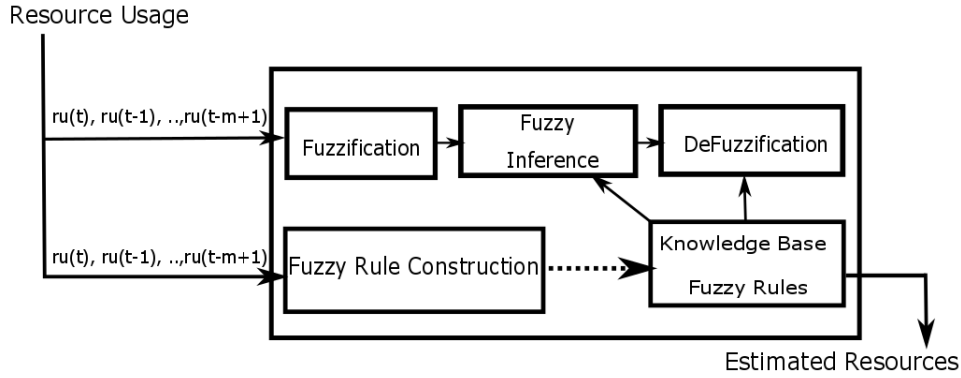 Resource Usage
ru(t), ru(t-1), ..,ru(t-m+1)
Fuzzification
Fuzzy
Inference
DeFuzzification
ru(t), ru(t-1), ..,ru(t-m+1)
Fuzzy Rule Construction
Knowledge Base
Fuzzy Rules
Estimated Resources